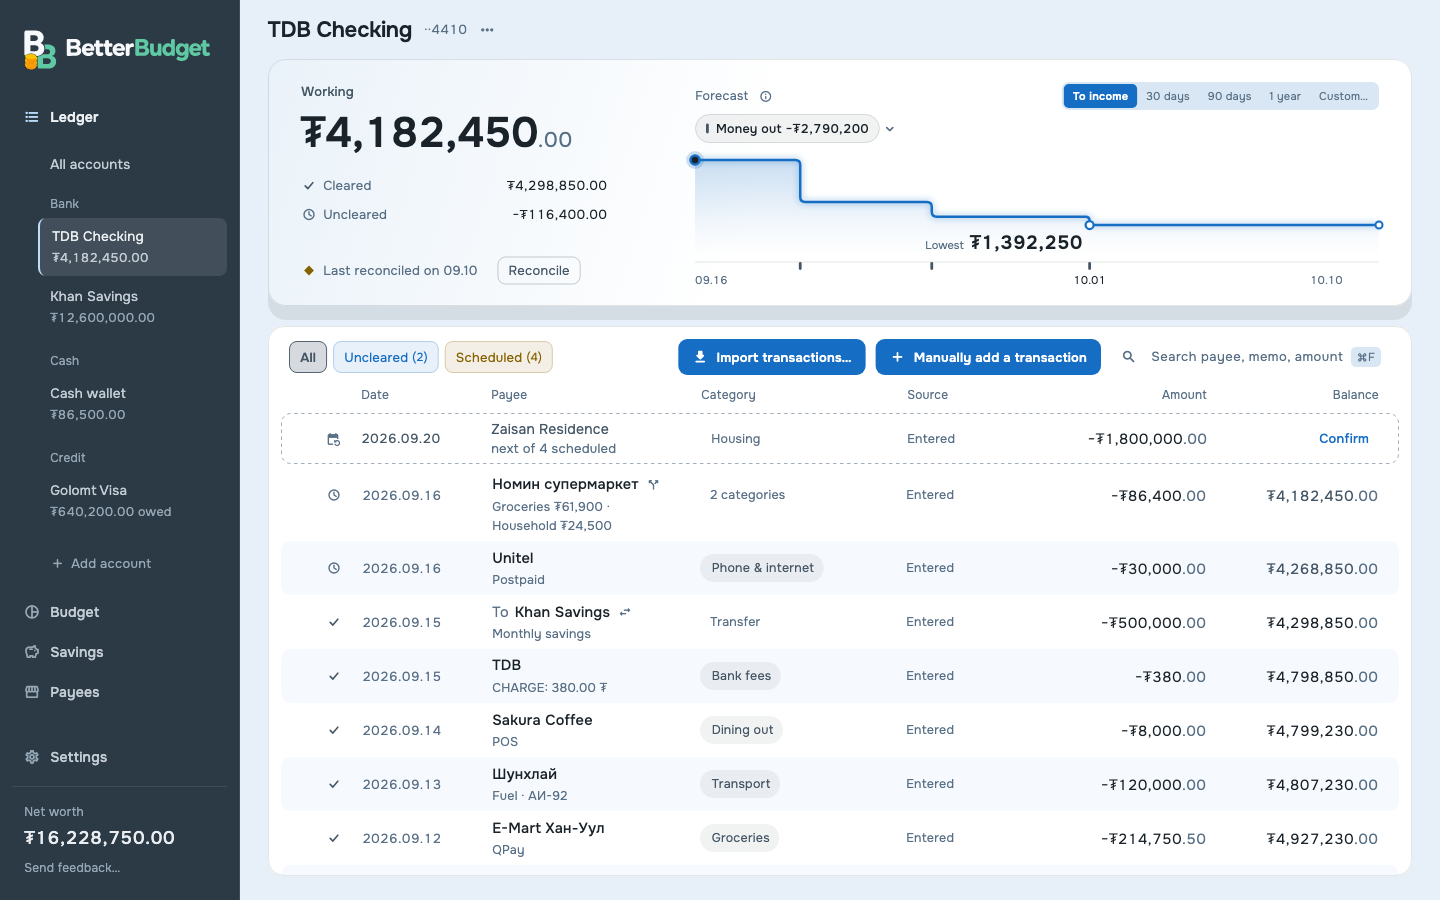 TDB Checking ··4410 •••
BetterBudget
Ledger
All accounts
Bank
TDB Checking
₮4,182,450.00
Khan Savings
₮12,600,000.00
Cash
Cash wallet
₮86,500.00
Credit
Golomt Visa
₮640,200.00 owed
+ Add account
Budget
Savings
Payees
Settings
Net worth
₮16,228,750.00
Send feedback...
Working
₮4,182,450.00
Cleared ₮4,298,850.00
Uncleared -₮116,400.00
Last reconciled on 09.10 Reconcile
Forecast
To income 30 days 90 days 1 year Custom...
Money out -₮2,790,200
Lowest ₮1,392,250
09.16 10.01 10.10
All Uncleared (2) Scheduled (4) Import transactions... + Manually add a transaction Search payee, memo, amount ⌘F
Date Payee Category Source Amount Balance
2026.09.20 Zaisan Residence Housing Entered -₮1,800,000.00 Confirm
next of 4 scheduled
2026.09.16 Номин супермаркет 2 categories Entered -₮86,400.00 ₮4,182,450.00
Groceries ₮61,900 ·
Household ₮24,500
2026.09.16 Unitel Phone & internet Entered -₮30,000.00 ₮4,268,850.00
Postpaid
2026.09.15 To Khan Savings Transfer Entered -₮500,000.00 ₮4,298,850.00
Monthly savings
2026.09.15 TDB Bank fees Entered -₮380.00 ₮4,798,850.00
CHARGE: 380.00 ₮
2026.09.14 Sakura Coffee Dining out Entered -₮8,000.00 ₮4,799,230.00
POS
2026.09.13 Шунхлай Transport Entered -₮120,000.00 ₮4,807,230.00
Fuel · АИ-92
2026.09.12 E-Mart Хан-Уул Groceries Entered -₮214,750.50 ₮4,927,230.00
QPay